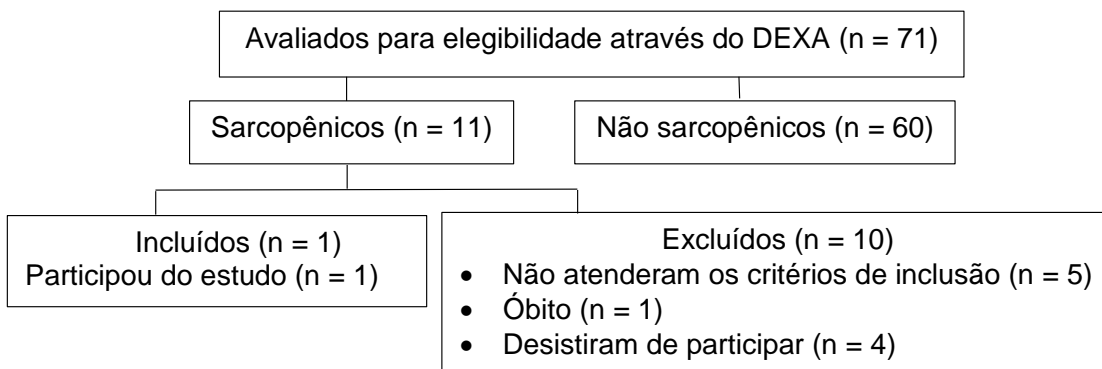 Avaliados para elegibilidade através do DEXA (n = 71)
Sarcopênicos (n = 11)
Não sarcopênicos (n = 60)
Incluídos (n = 1)
Participou do estudo (n = 1)
Excluídos (n = 10)
• Não atenderam os critérios de inclusão (n = 5)
• Óbito (n = 1)
• Desistiram de participar (n = 4)